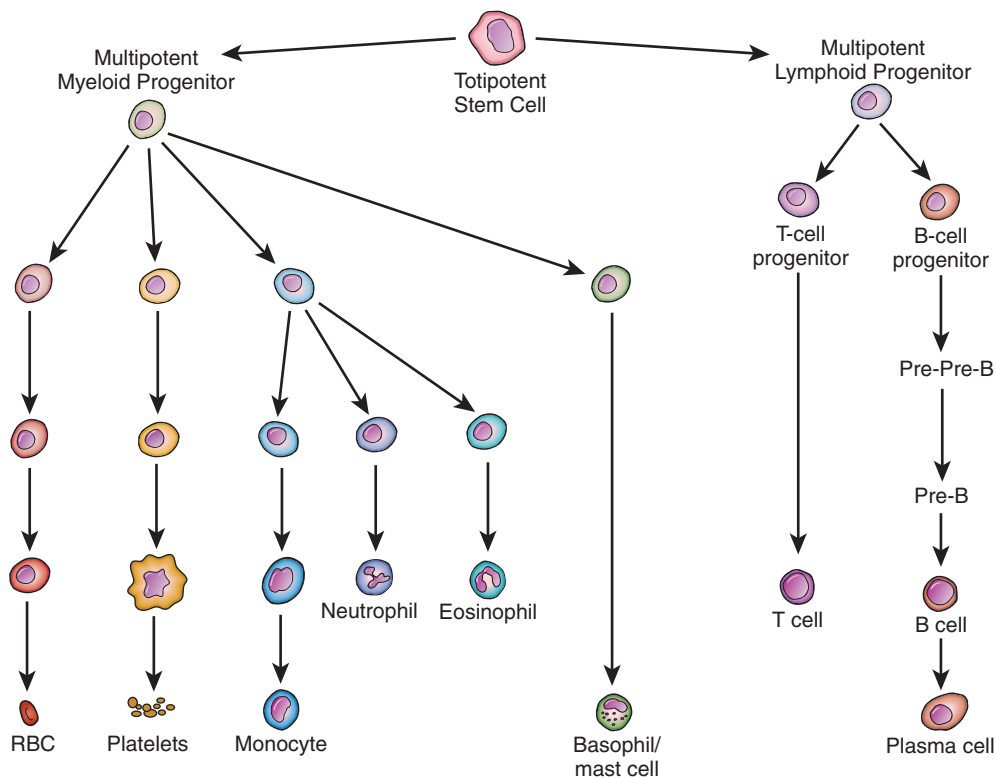 Multipotent
Myeloid Progenitor
Totipotent
Stem Cell
Multipotent
Lymphoid Progenitor
T-cell
progenitor
B-cell
progenitor
Pre-Pre-B
Pre-B
Neutrophil
Eosinophil
T cell
B cell
RBC
Platelets
Monocyte
Basophil/
mast cell
Plasma cell